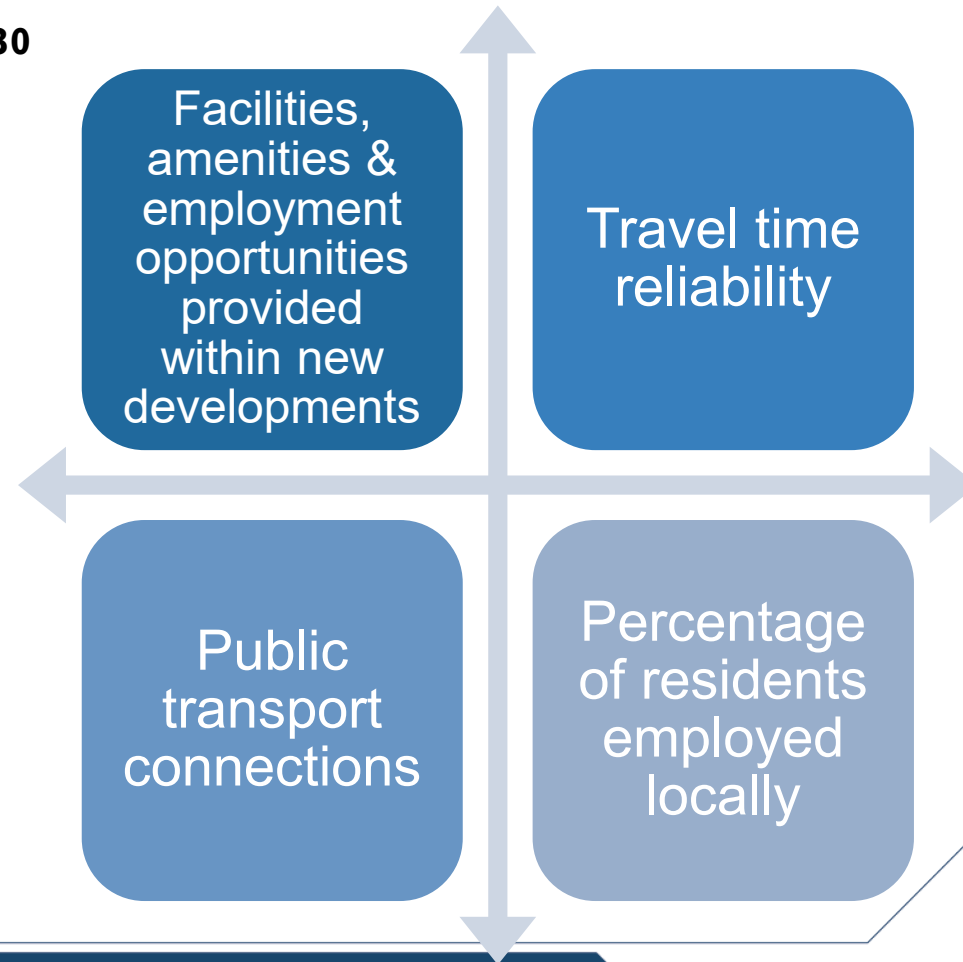 30
Facilities,
amenities &
employment
opportunities
provided
within new
developments
Travel time
reliability
Public
transport
connections
Percentage
of residents
employed
locally